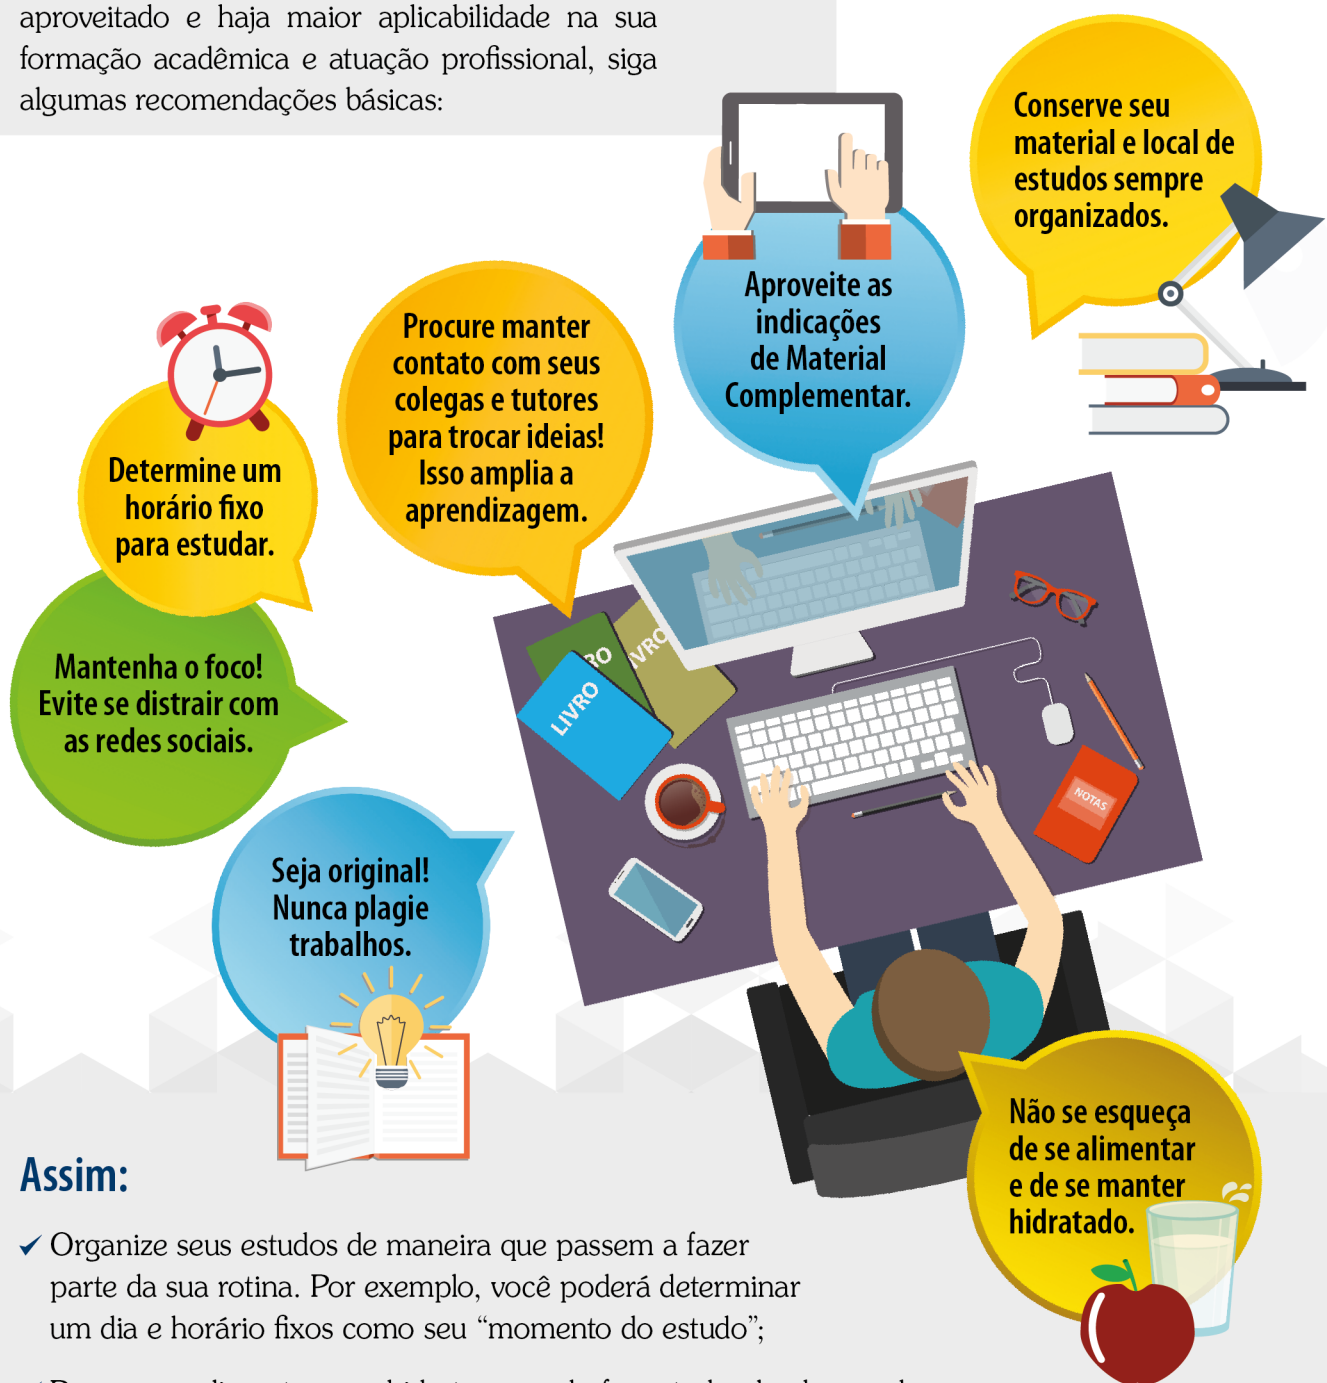 aproveitado e haja maior aplicabilidade na sua
formação acadêmica e atuação profissional, siga
algumas recomendações básicas:
Conserve seu
material e local de
estudos sempre
organizados.
Aproveite as
indicações
de Material
Complementar.
Procure manter
contato com seus
colegas e tutores
para trocar ideias!
Isso amplia a
aprendizagem.
Determine um
horário fixo
para estudar.
Mantenha o foco!
Evite se distrair com
as redes sociais.
LIVRO
NOTAS
Seja original!
Nunca plagie
trabalhos.
Não se esqueça
de se alimentar
e de se manter
hidratado.
Assim:
Organize seus estudos de maneira que passem a fazer
parte da sua rotina. Por exemplo, você poderá determinar
um dia e horário fixos como seu “momento do estudo”;